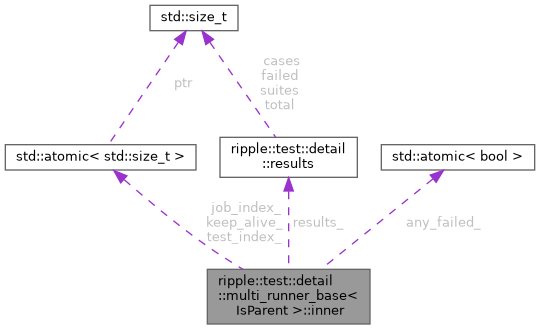 std::size_t
ptr
cases
failed
suites
total
std::atomic< std::size_t >
ripple::test::detail
::results
std::atomic< bool >
job_index_
keep_alive_
test_index_
results_
any_failed_
ripple::test::detail
::multi_runner_base<
IsParent >::inner